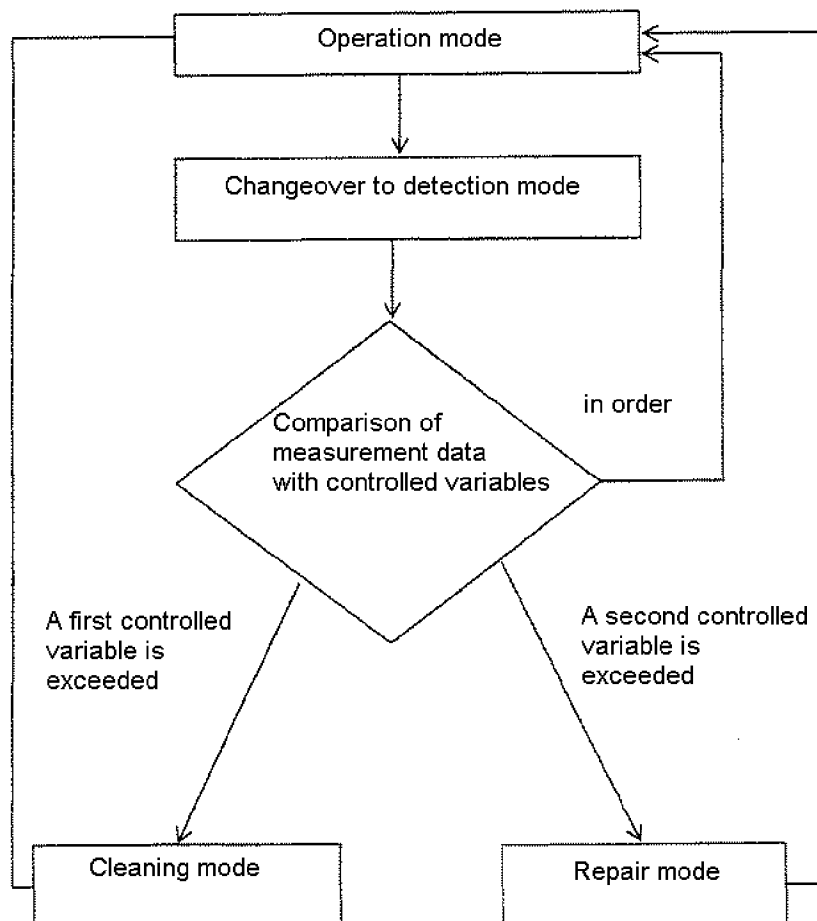 Operation mode
Changeover to detection mode
Comparison of
measurement data
with controlled variables
in order
A first controlled
variable is
exceeded
A second controlled
variable is
exceeded
Cleaning mode
Repair mode